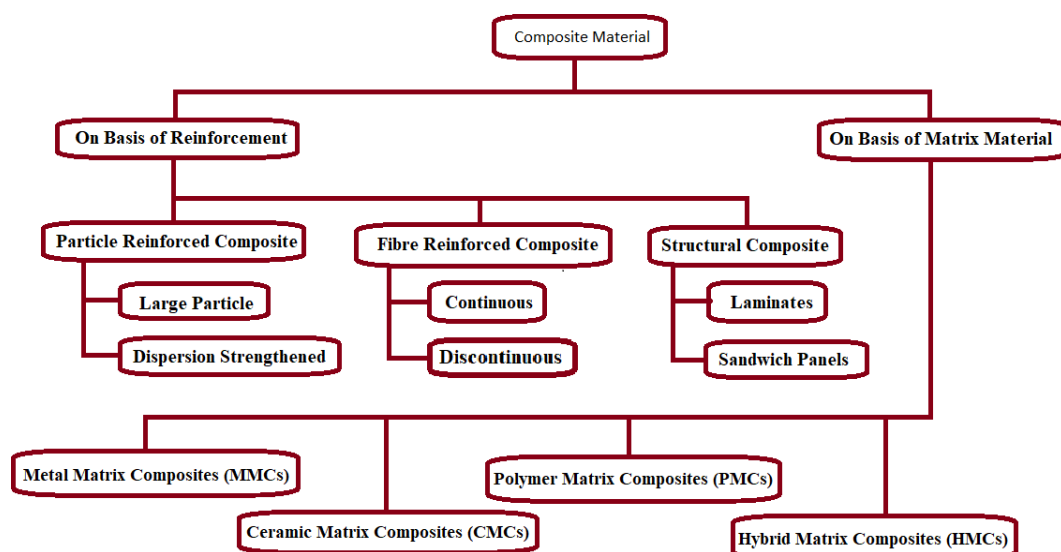 Composite Material
On Basis of Reinforcement
On Basis of Matrix Material
Particle Reinforced Composite
Fibre Reinforced Composite
Structural Composite
Large Particle
Continuous
Laminates
Dispersion Strengthened
Discontinuous
Sandwich Panels
Metal Matrix Composites (MMCs)
Polymer Matrix Composites (PMCs)
Ceramic Matrix Composites (CMCs)
Hybrid Matrix Composites (HMCs)